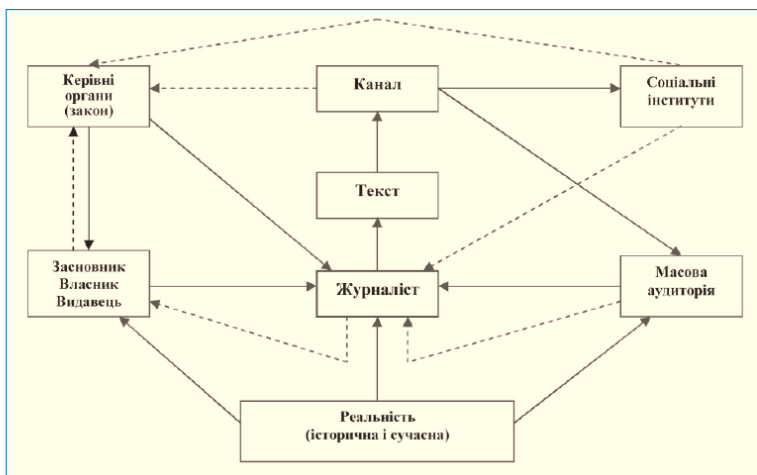 Керівні
органи
(закон)
Канал
Соціальні
інститути
Текст
Засновник
Власник
Видавець
Журналіст
Масова
аудиторія
Реальність
(історична і сучасна)